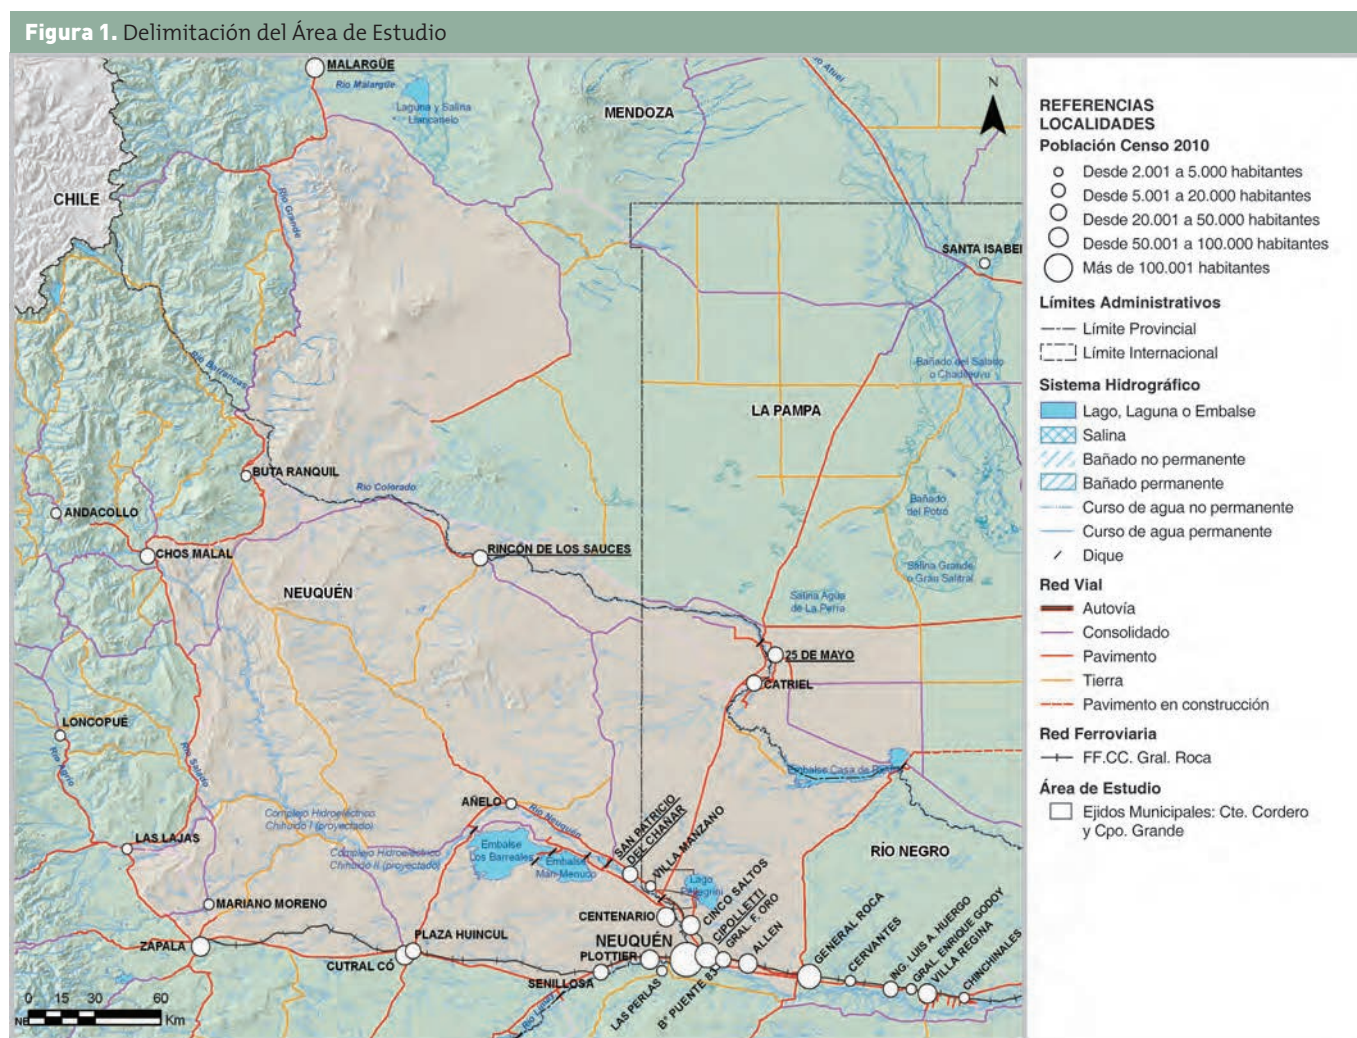 Figura 1. Delimitación del Área de Estudio
MALARGÜE
Río Malargüe
Laguna y Salina
Llancanelo
MENDOZA
Atuel
N
CHILE
Río Grande
SANTA ISABEL
Río Barrancas
Bañado del Salado
o Chadileuvu
LA PAMPA
BUTA RANQUIL
Río Colorado
ANDACOLLO
Bañado
del Potro
CHOS MALAL
RINCÓN DE LOS SAUCES
NEUQUÉN
Salina Grande
o Gran Salitral
Salina Agua
de La Perra
25 DE MAYO
CATRIEL
LONCOPUÉ
Río Agrio
Río Salado
Embalse Casa de
AÑELO
Río Neuquén
Complejo Hidroeléctrico
Chihuido I (proyectado)
Complejo Hidroeléctrico
Chihuido II (proyectado)
LAS LAJAS
Embalse
Los Barreales
Embalse
Mari Menuco
SAN PATRICIO
DEL CHAÑAR
VILLA MANZANO
Lago
Pellegrini
RÍO NEGRO
MARIANO MORENO
CENTENARIO
CINCO SALTOS
CIPOLLETTI
GRAL. F. ORO
ALLEN
GENERAL ROCA
CERVANTES
ING. LUIS A. HUERGO
GRAL. ENRIQUE GODOY
VILLA REGINA
CHINCHINALES
ZAPALA
PLAZA HUINCUL
CUTRAL CÓ
NEUQUÉN
PLOTTIER
SENILLOSA
LAS PERLAS
B° PUENTE 83
Río Limay
0 15 30 60
Km
REFERENCIAS
LOCALIDADES
Población Censo 2010
Desde 2.001 a 5.000 habitantes
Desde 5.001 a 20.000 habitantes
Desde 20.001 a 50.000 habitantes
Desde 50.001 a 100.000 habitantes
Más de 100.001 habitantes
Límites Administrativos
Límite Provincial
Límite Internacional
Sistema Hidrográfico
Lago, Laguna o Embalse
Salina
Bañado no permanente
Bañado permanente
Curso de agua no permanente
Curso de agua permanente
Dique
Red Vial
Autovía
Consolidado
Pavimento
Tierra
Pavimento en construcción
Red Ferroviaria
FF.CC. Gral. Roca
Área de Estudio
Ejidos Municipales: Cte. Cordero
y Cpo. Grande